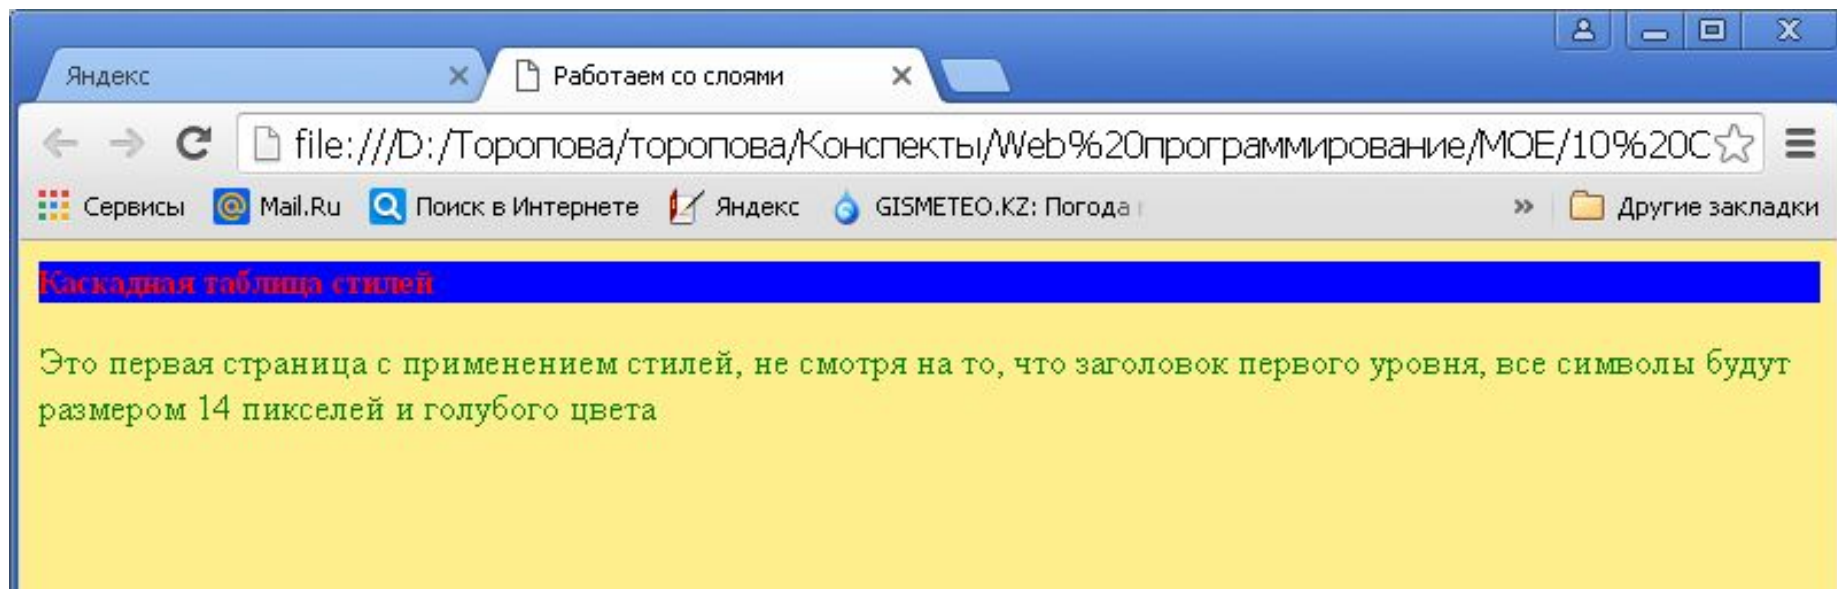 Яндекс
Работаем со слоями
file:///D:/Торопова/торопова/Конспекты/Web%20программирование/МОЕ/10%20С
Сервисы Mail.Ru Поиск в Интернете Яндекс GISMETEO.KZ: Погода » Другие закладки
Каскадная таблица стилей
Это первая страница с применением стилей, не смотря на то, что заголовок первого уровня, все символы будут
размером 14 пикселей и голубого цвета